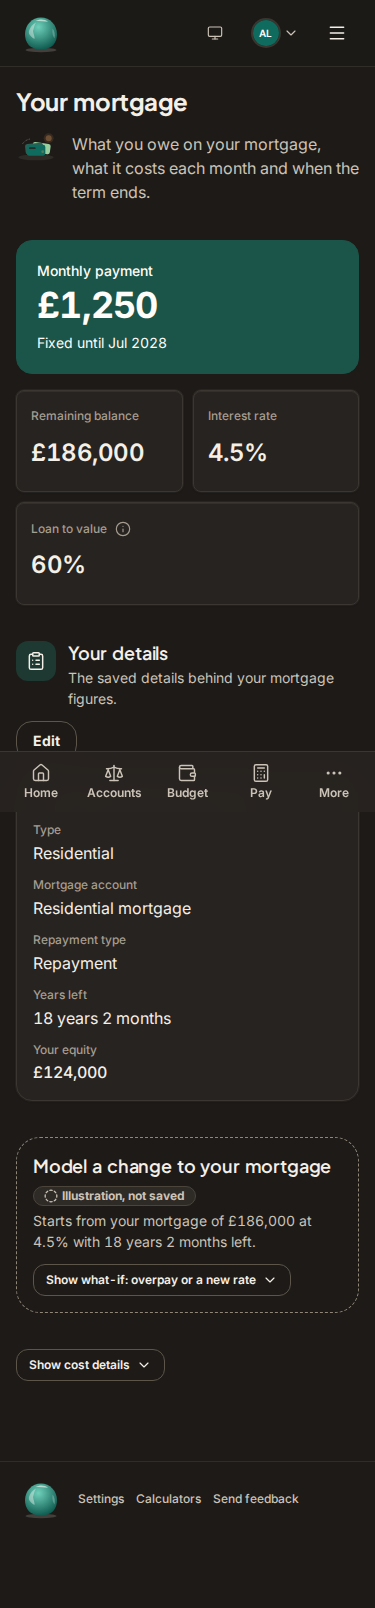 AL
Your mortgage
What you owe on your mortgage,
what it costs each month and when the
term ends.
Monthly payment
£1,250
Fixed until Jul 2028
Remaining balance
£186,000
Interest rate
4.5%
Loan to value
60%
Your details
The saved details behind your mortgage
figures.
Edit
Home
Accounts
Budget
Pay
More
Type
Residential
Mortgage account
Residential mortgage
Repayment type
Repayment
Years left
18 years 2 months
Your equity
£124,000
Model a change to your mortgage
Illustration, not saved
Starts from your mortgage of £186,000 at
4.5% with 18 years 2 months left.
Show what-if: overpay or a new rate
Show cost details
Settings
Calculators
Send feedback